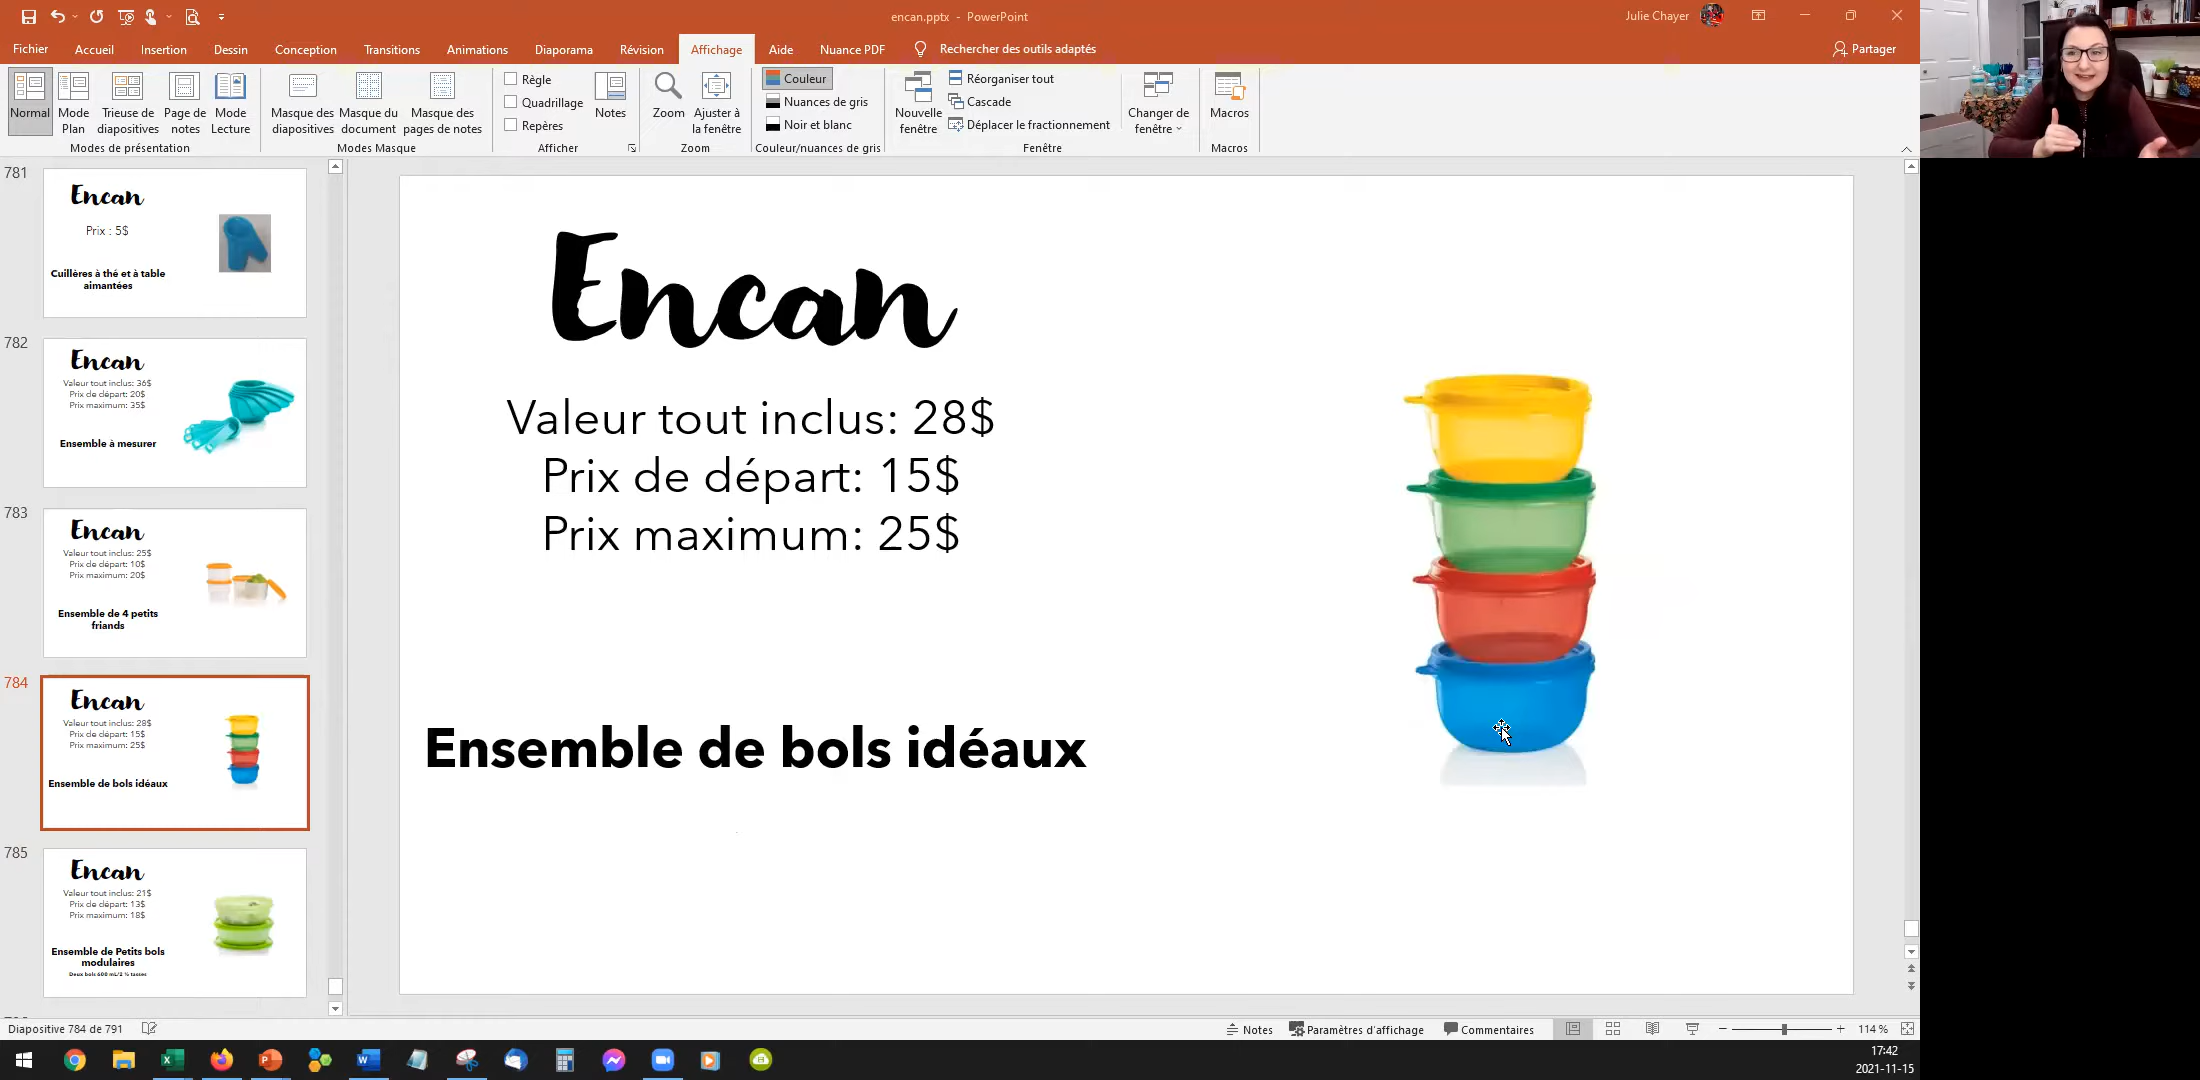 encan.pptx - PowerPoint
Julie Chayer
Fichier Accueil Insertion Dessin Conception Transitions Animations Diaporama Révision Affichage Aide Nuance PDF Rechercher des outils adaptés Partager
Normal
Mode Plan
Trieuse de diapositives
Page de notes
Mode Lecture
Modes de présentation
Masque des diapositives
Masque du document
Masque des pages de notes
Modes Masque
Règle
Quadrillage
Repères
Afficher
Notes
Zoom
Ajuster à la fenêtre
Zoom
Couleur
Nuances de gris
Noir et blanc
Couleur/nuances de gris
Nouvelle fenêtre
Réorganiser tout
Cascade
Déplacer le fractionnement
Changer de fenêtre
Fenêtre
Macros
Macros
781
Encan
Prix : 5$
Cuillères à thé et à table
aimantées
782
Encan
Valeur tout inclus: 36$
Prix de départ: 20$
Prix maximum: 35$
Ensemble à mesurer
783
Encan
Valeur tout inclus: 25$
Prix de départ: 10$
Prix maximum: 20$
Ensemble de 4 petits
friands
784
Encan
Valeur tout inclus: 28$
Prix de départ: 15$
Prix maximum: 25$
Ensemble de bols idéaux
785
Encan
Valeur tout inclus: 21$
Prix de départ: 13$
Prix maximum: 18$
Ensemble de Petits bols
modulaires
Deux bols 600 mL/2 ½ tasses
Encan
Valeur tout inclus: 28$
Prix de départ: 15$
Prix maximum: 25$
Ensemble de bols idéaux
Diapositive 784 de 791
Notes Paramètres d'affichage Commentaires 114 %
17:42
2021-11-15